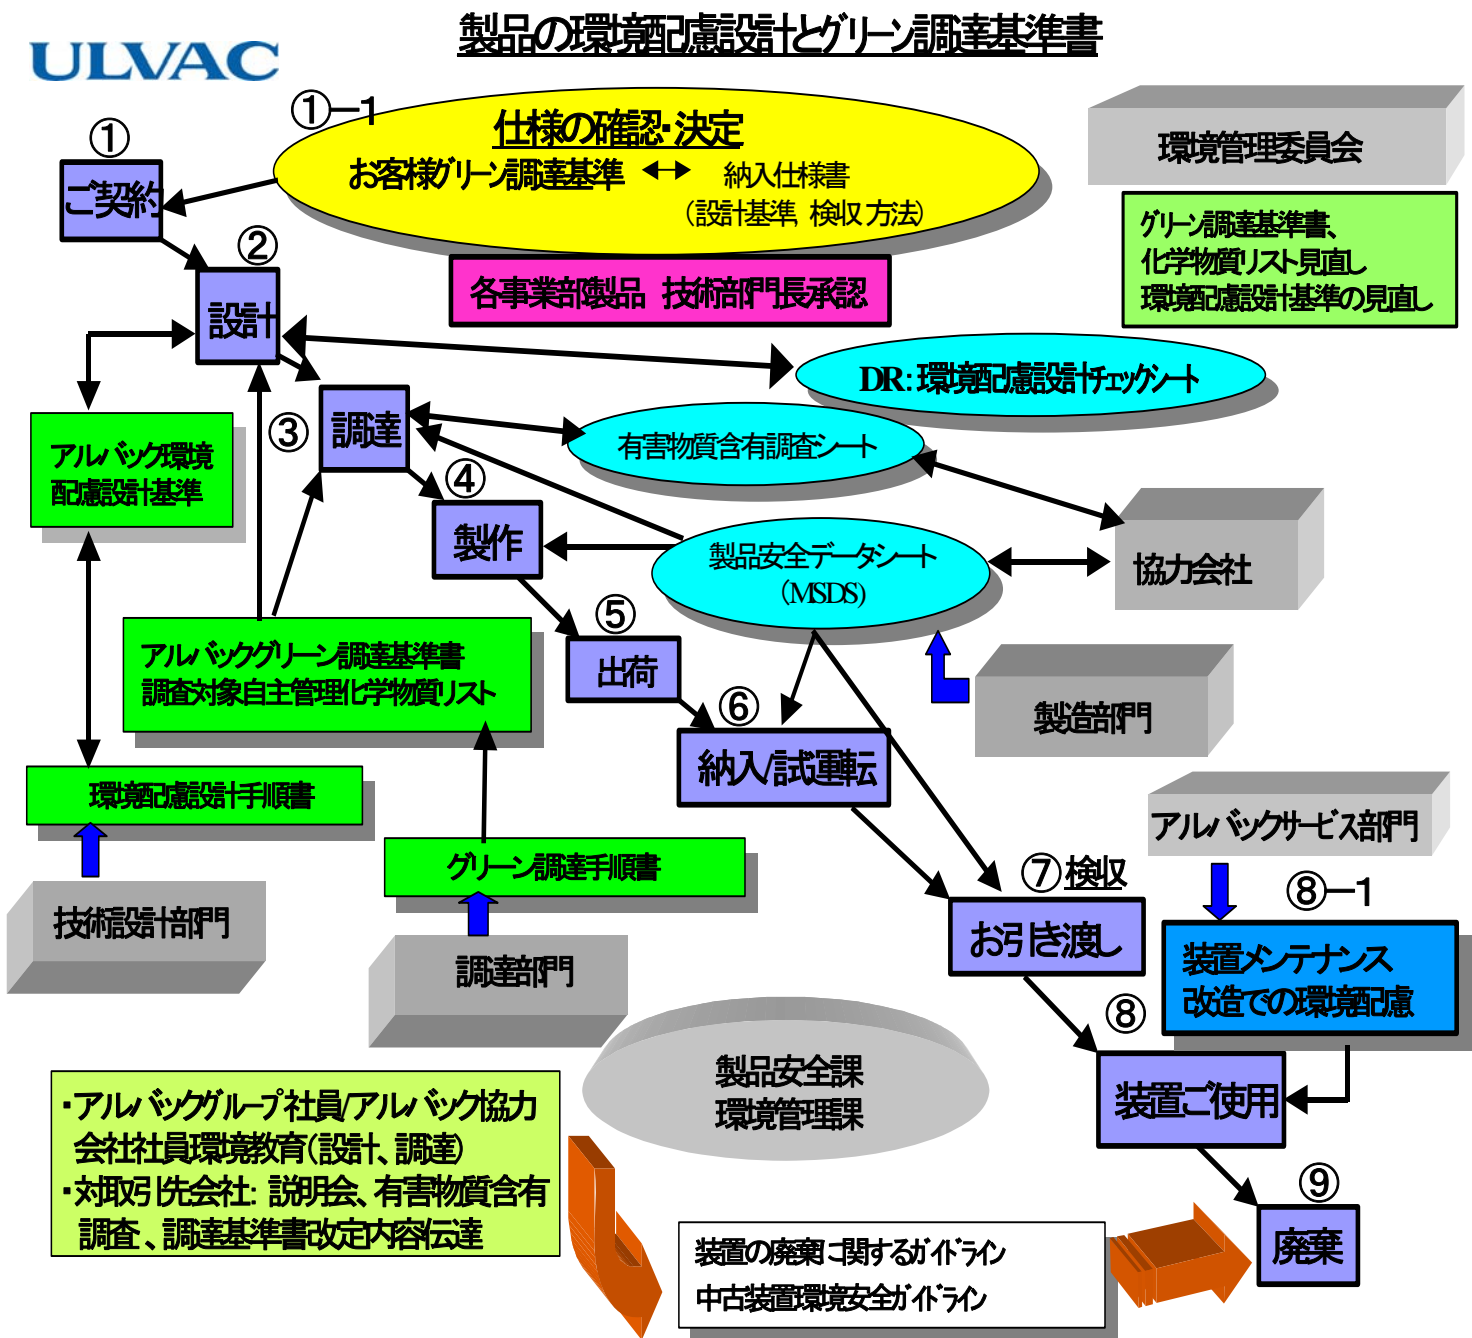 製品の環境配慮設計とグリーン調達基準書
ULVAC
①
ご契約
①ー1
仕様の確認・決定
お客様グリーン調達基準 ↔ 納入仕様書
(設計基準, 検収方法)
環境管理委員会
グリーン調達基準書、
化学物質リスト見直し
環境配慮設計基準の見直し
各事業部製品 技術部門長承認
②
設計
DR:環境配慮設計チェックシート
③
調達
有害物質含有調査シート
アルバック環境
配慮設計基準
④
製作
製品安全データシート
(MSDS)
協力会社
⑤
出荷
アルバックグリーン調達基準書
調査対象自主管理化学物質リスト
製造部門
⑥
納入/試運転
環境配慮設計手順書
アルバックサービス部門
グリーン調達手順書
技術設計部門
調達部門
⑦検収
お引き渡し
⑧ー1
装置メンテナンス
改造での環境配慮
⑧
装置ご使用
製品安全課
環境管理課
・アルバックグループ社員/アルバック協力
会社社員環境教育(設計、調達)
・対取引先会社: 説明会、有害物質含有
調査、調達基準書改定内容伝達
⑨
廃棄
装置の廃棄に関するガイドライン
中古装置環境安全ガイドライン